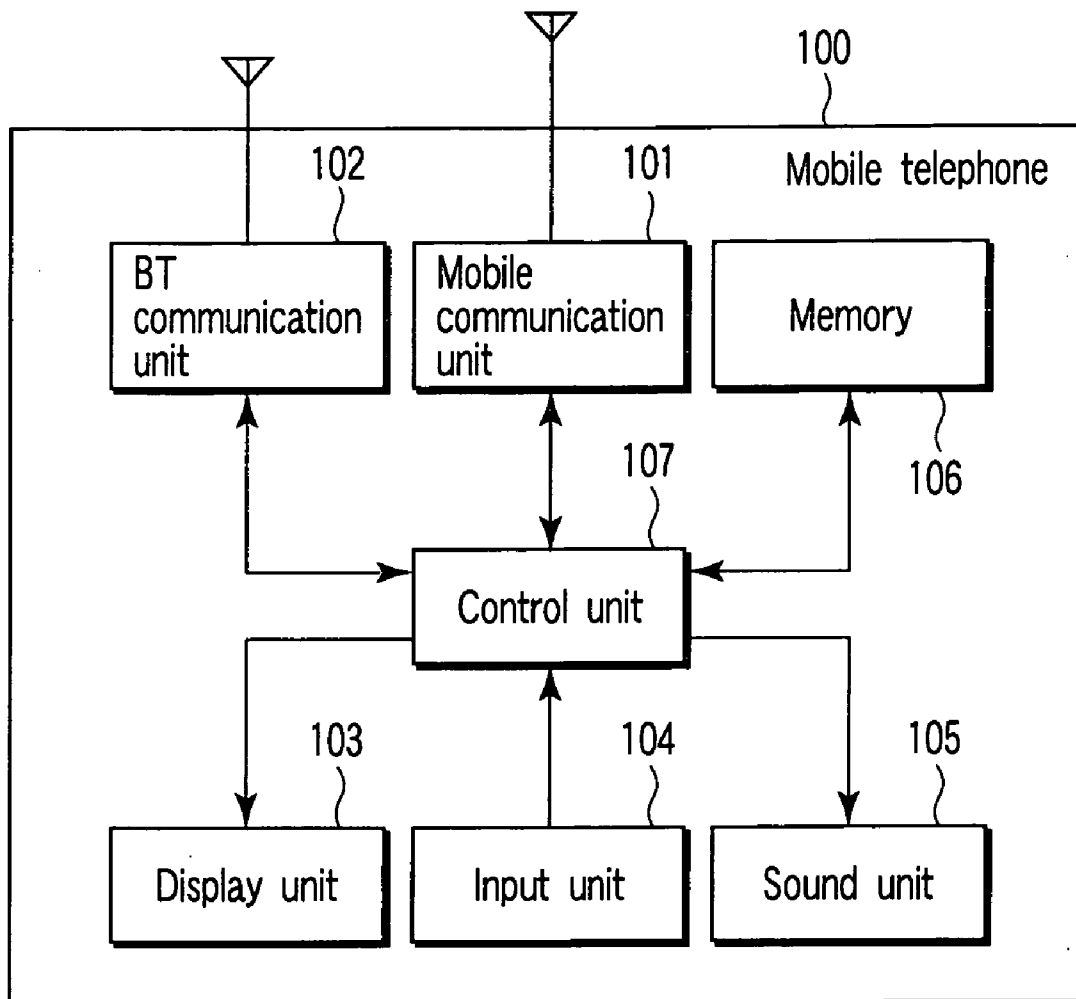 100
Mobile telephone
102
101
BT
communication
unit
Mobile
communication
unit
Memory
106
107
Control unit
103
104
105
Display unit
Input unit
Sound unit